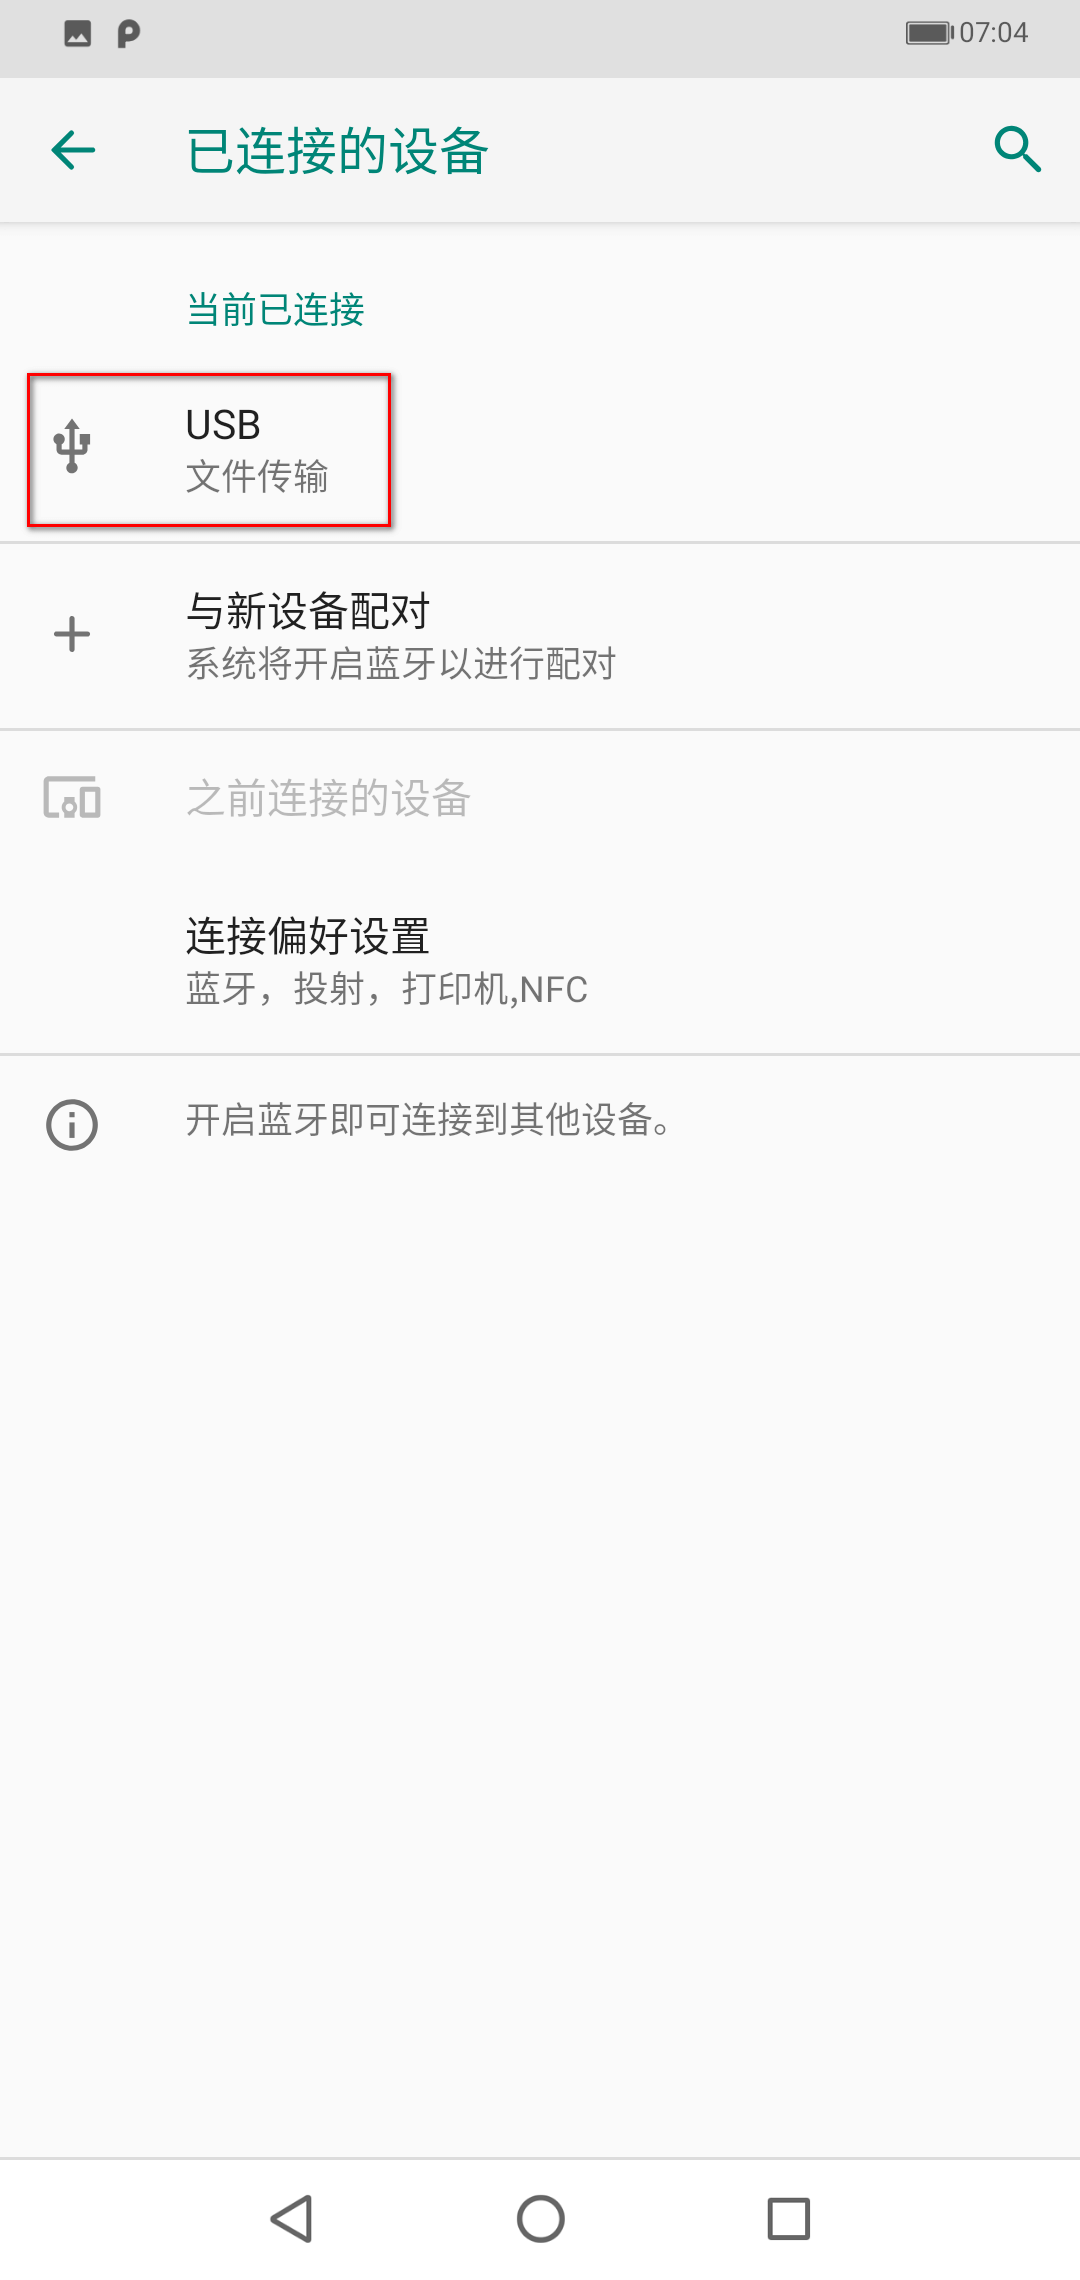 07:04
已连接的设备
当前已连接
USB
文件传输
与新设备配对
系统将开启蓝牙以进行配对
之前连接的设备
连接偏好设置
蓝牙，投射，打印机,NFC
开启蓝牙即可连接到其他设备。